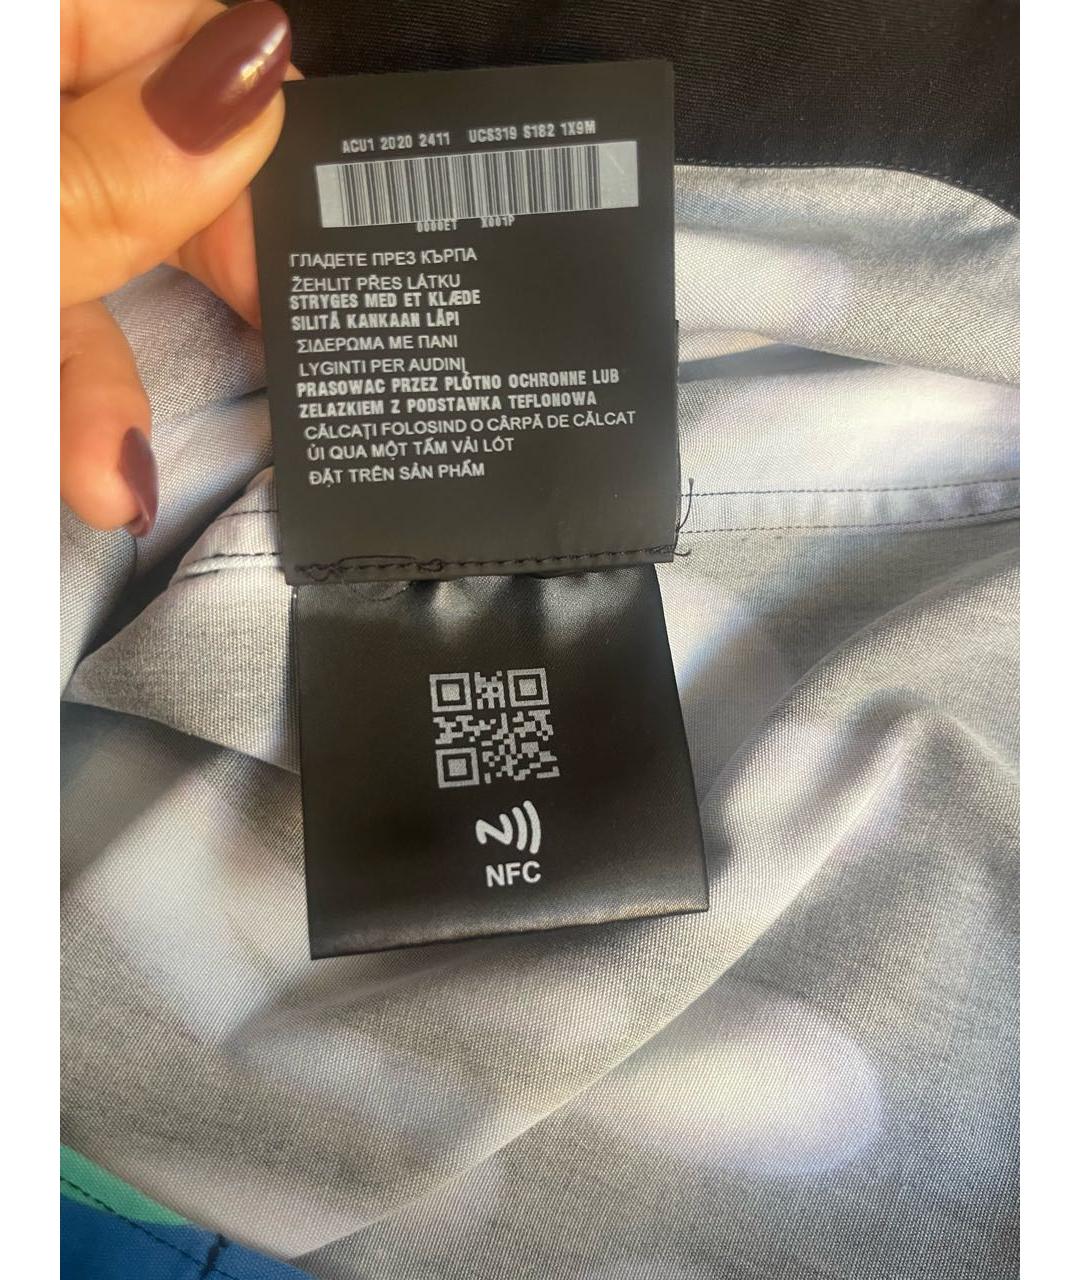 ACU1 2020 2411 UCS319 S182 1X9M
0000ET X001P
ГЛАДЕТЕ ПРЕЗ КЪРПА
ŽEHLIT PŘES LÁTKU
STRYGES MED ET KLÆDE
SILITÄ KANKAAN LÄPI
ΣΙΔΕΡΩΜΑ ΜΕ ΠΑΝΙ
LYGINTI PER AUDINĮ
PRASOWAC PRZEZ PLÓTNO OCHRONNE LUB
ZELAZKIEM Z PODSTAWKA TEFLONOWA
CĂLCAȚI FOLOSIND O CÂRPĂ DE CĂLCAT
ỦI QUA MỘT TẤM VẢI LÓT
ĐẶT TRÊN SẢN PHẨM
NFC